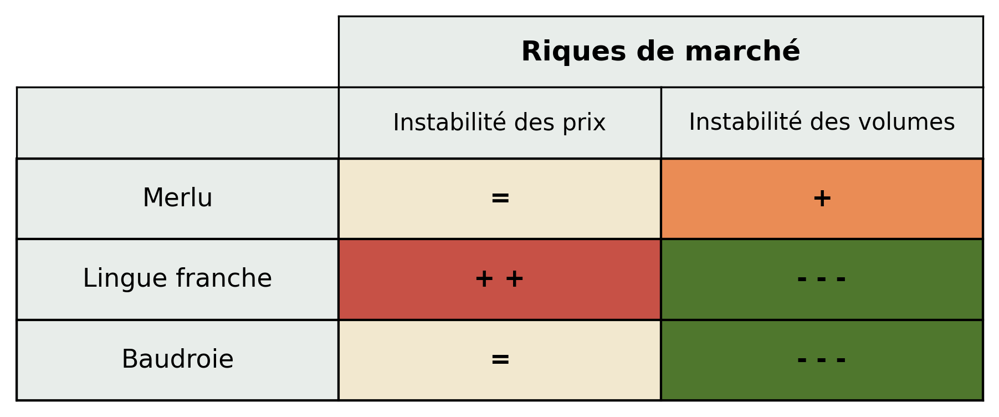 Riques de marché
Instabilité des prix Instabilité des volumes
Merlu = +
Lingue franche + + - - -
Baudroie = - - -